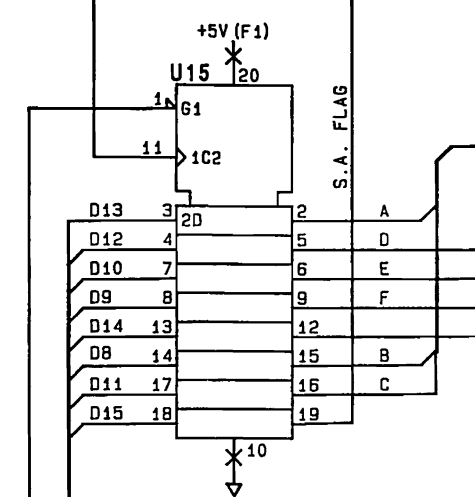 +5V (F1)
U15 20
1 G1
11 1C2
S.A. FLAG
D13 3 2D 2 A
D12 4 5 D
D10 7 6 E
D9 8 9 F
D14 13 12
D8 14 15 B
D11 17 16 C
D15 18 19
10